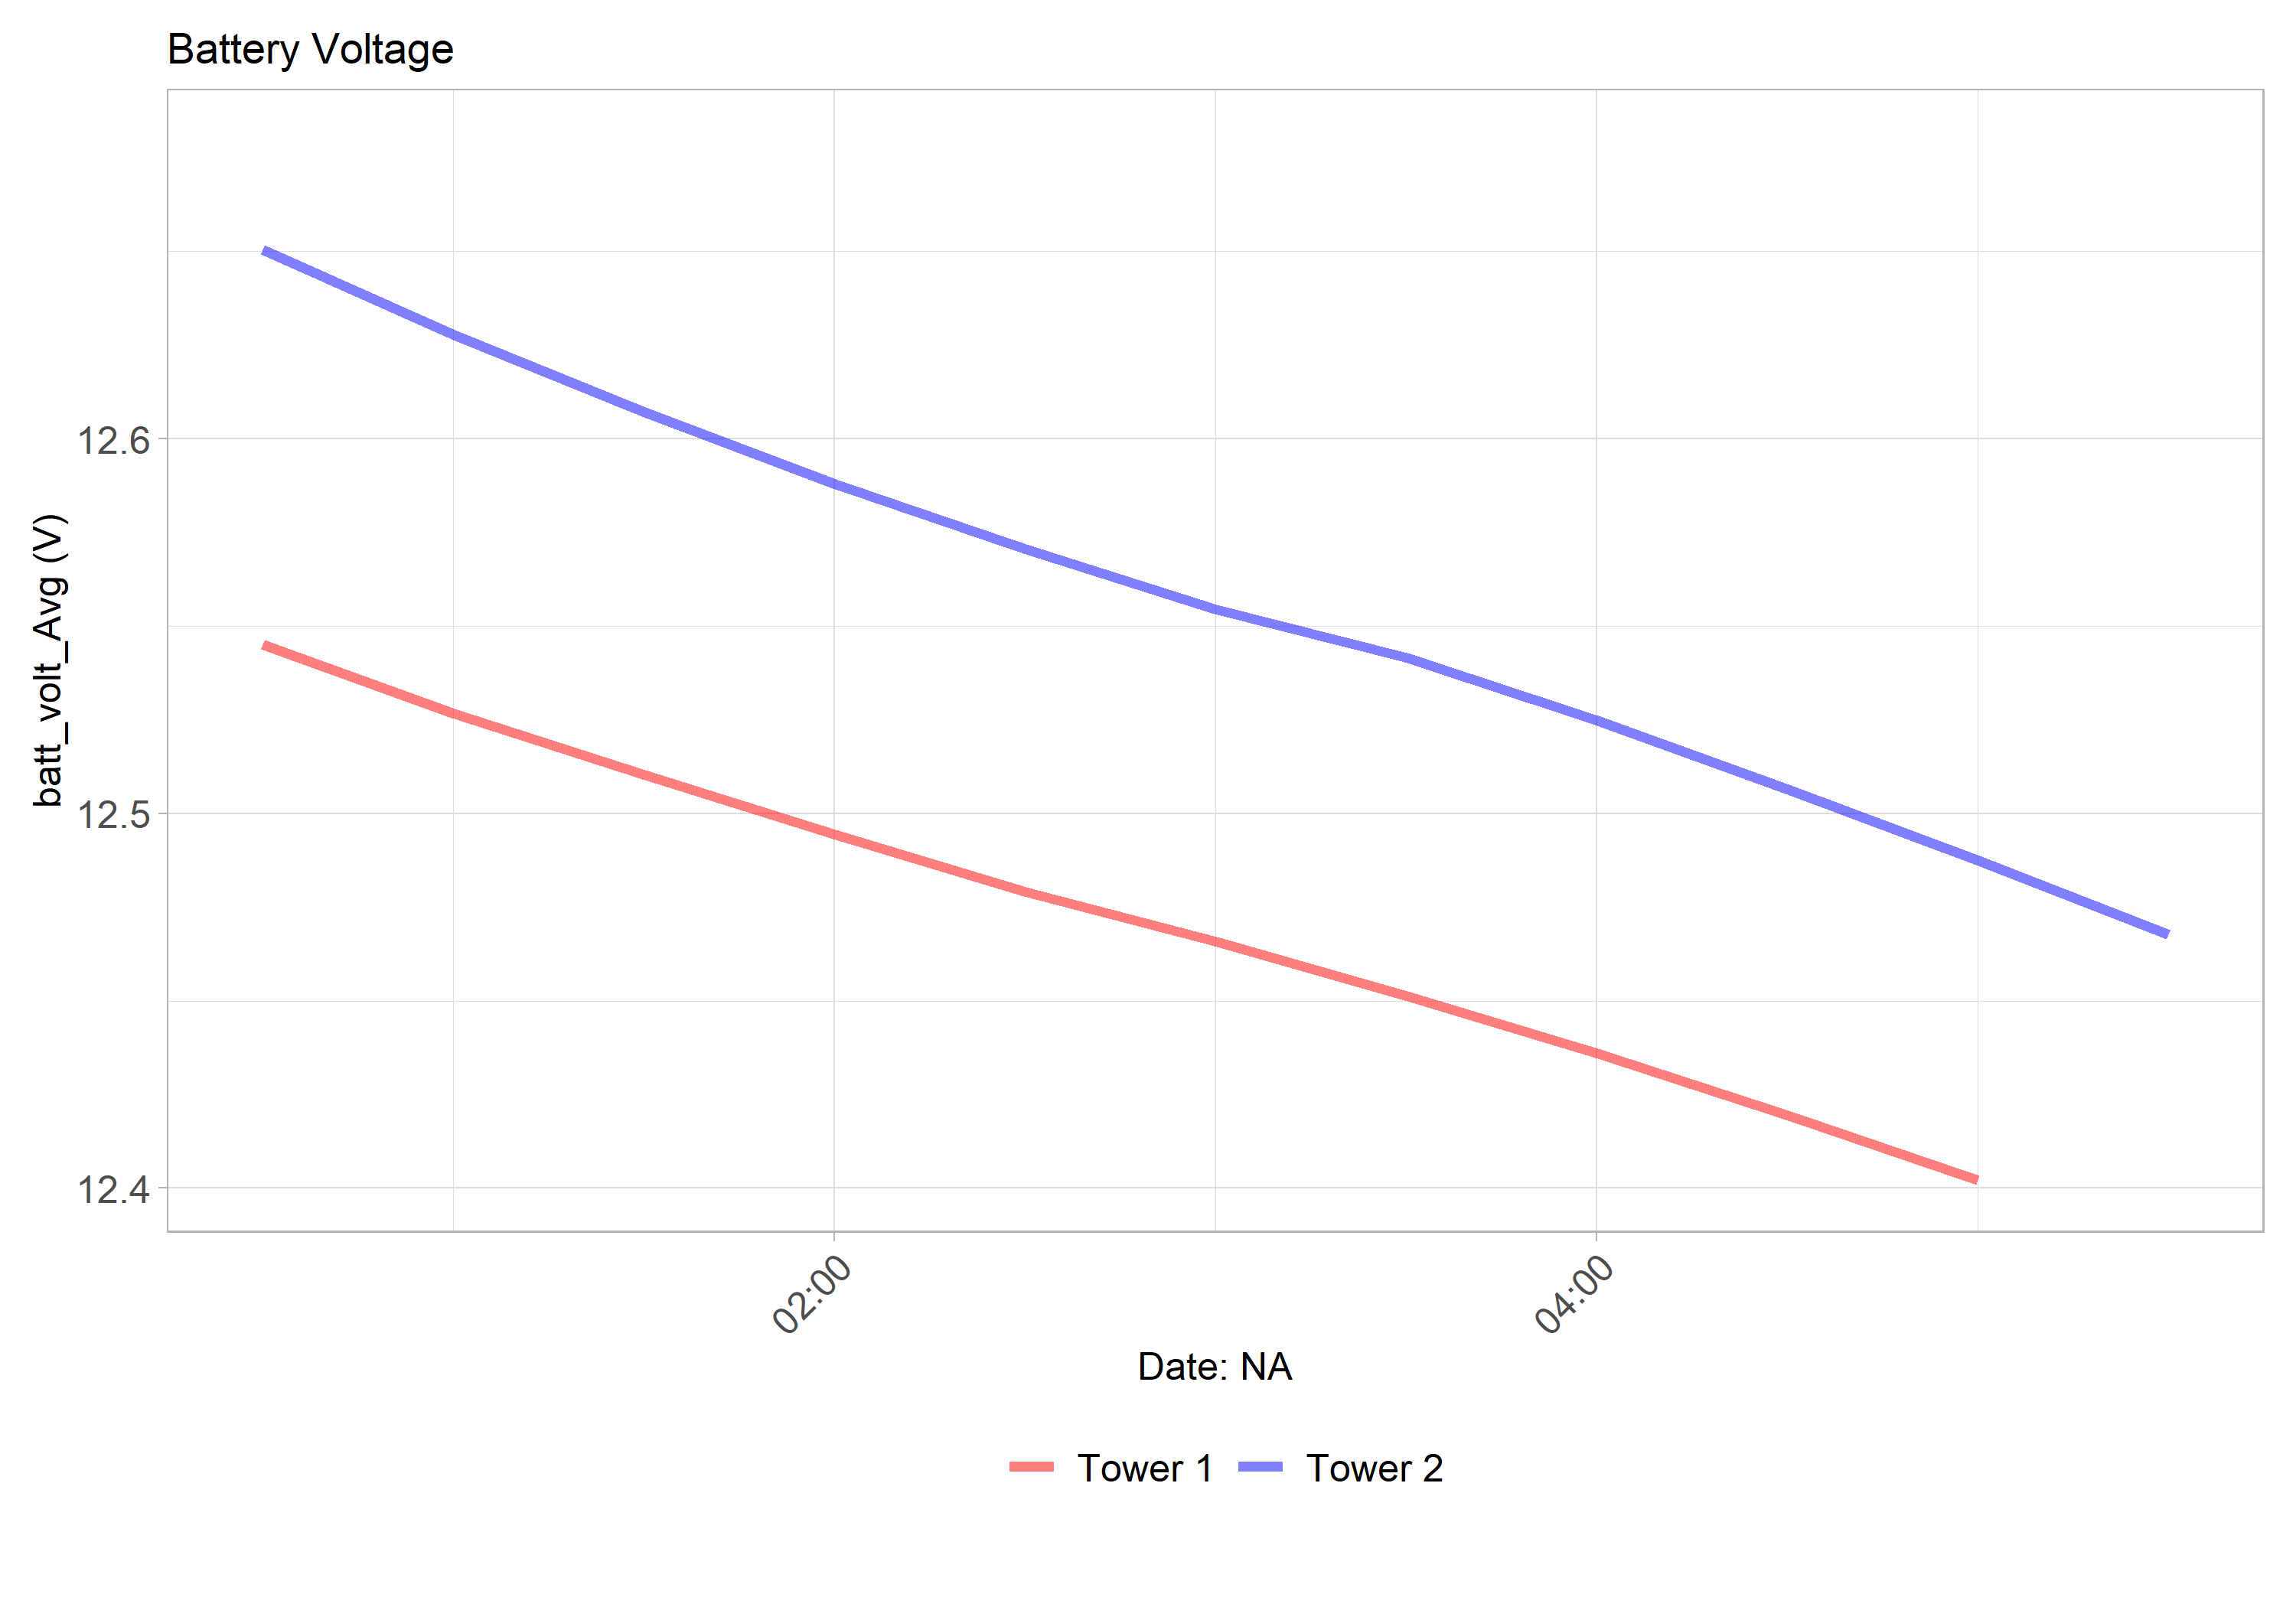 Battery Voltage
batt_volt_Avg (V)
12.6
12.5
12.4
02:00
04:00
Date: NA
Tower 1
Tower 2